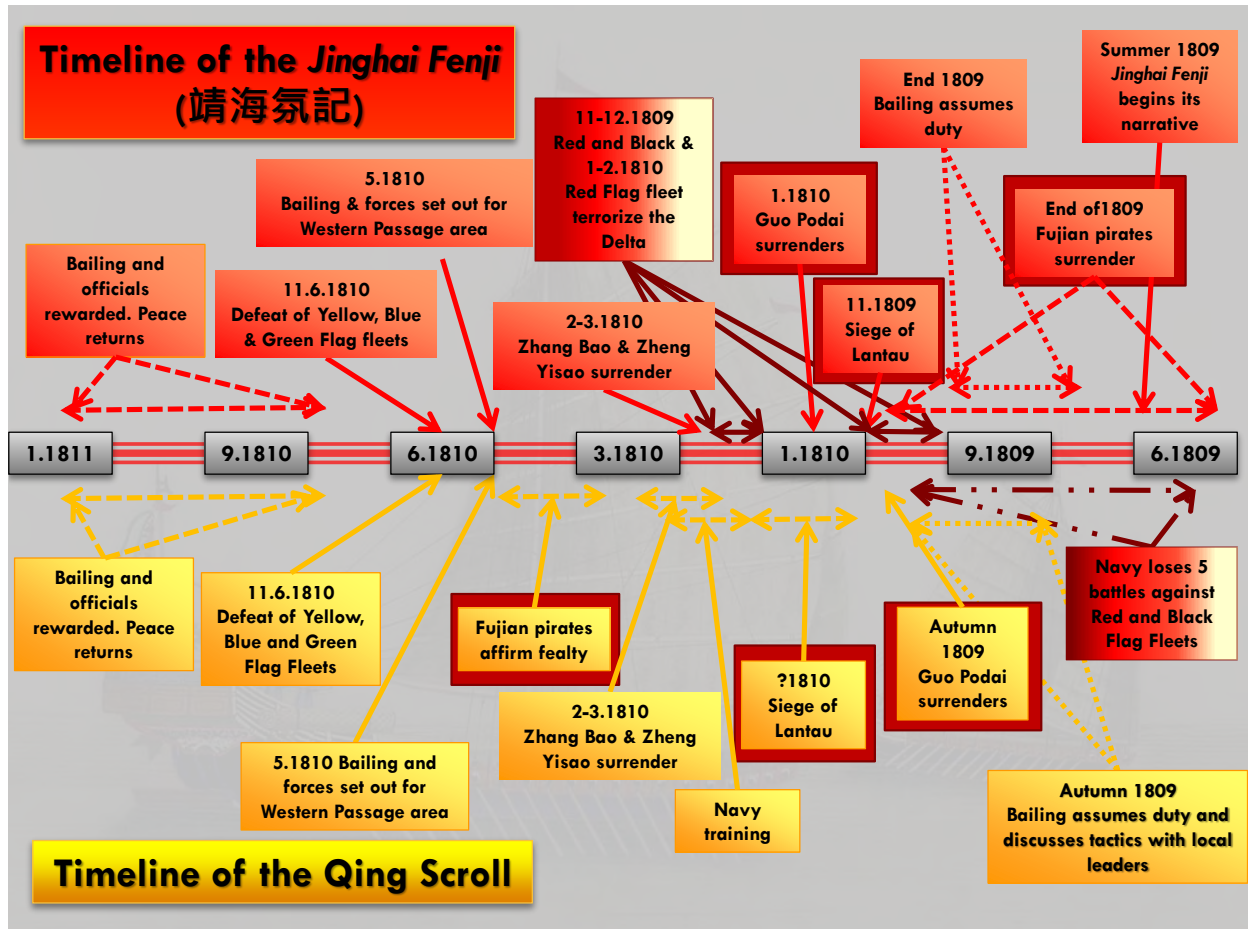 Timeline of the Jinghai Fenji
(靖海氛記)
Summer 1809
Jinghai Fenji
begins its
narrative
End 1809
Bailing assumes
duty
11-12.1809
Red and Black &
1-2.1810
Red Flag fleet
terrorize the
Delta
5.1810
Bailing & forces set out for
Western Passage area
1.1810
Guo Podai
surrenders
End of1809
Fujian pirates
surrender
Bailing and
officials
rewarded. Peace
returns
11.6.1810
Defeat of Yellow, Blue
& Green Flag fleets
2-3.1810
Zhang Bao & Zheng
Yisao surrender
11.1809
Siege of
Lantau
1.1811
9.1810
6.1810
3.1810
1.1810
9.1809
6.1809
Bailing and
officials
rewarded. Peace
returns
11.6.1810
Defeat of Yellow,
Blue and Green
Flag Fleets
Fujian pirates
affirm fealty
?1810
Siege of
Lantau
Autumn
1809
Guo Podai
surrenders
Navy loses 5
battles against
Red and Black
Flag Fleets
2-3.1810
Zhang Bao & Zheng
Yisao surrender
5.1810 Bailing and
forces set out for
Western Passage area
Navy
training
Autumn 1809
Bailing assumes duty and
discusses tactics with local
leaders
Timeline of the Qing Scroll